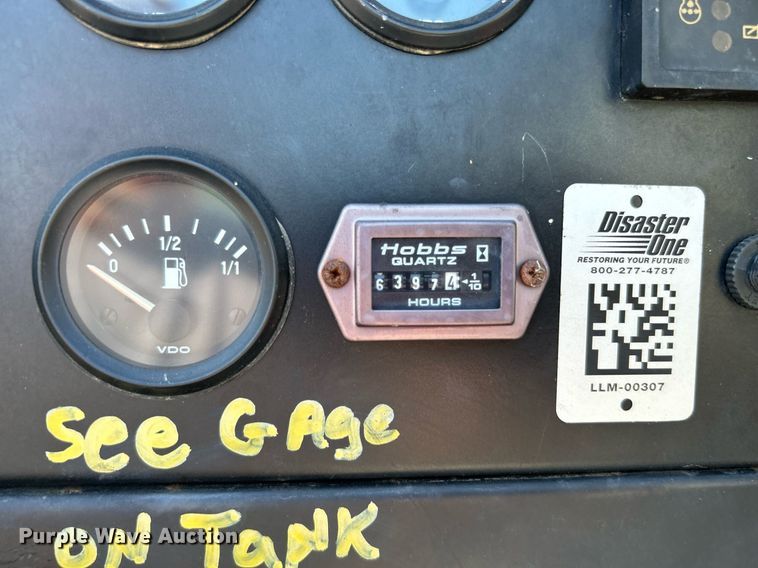 Disaster
One
RESTORING YOUR FUTURE®
800-277-4787
LLM-00307
Hobbs
QUARTZ
6 3 9 7 4 1/10
HOURS
0 1/2 1/1
VDO
See GAge
ON TANK
Purple Wave Auction